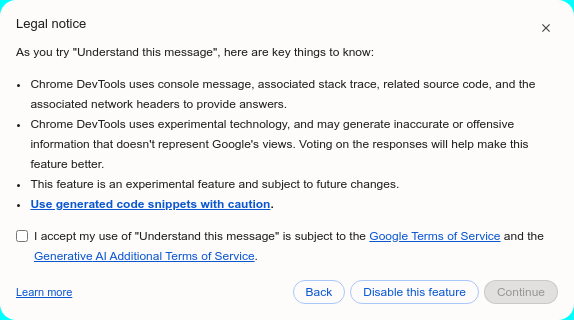 Legal notice
As you try "Understand this message", here are key things to know:
Chrome DevTools uses console message, associated stack trace, related source code, and the
associated network headers to provide answers.
Chrome DevTools uses experimental technology, and may generate inaccurate or offensive
information that doesn't represent Google's views. Voting on the responses will help make this
feature better.
This feature is an experimental feature and subject to future changes.
Use generated code snippets with caution.
I accept my use of "Understand this message" is subject to the Google Terms of Service and the
Generative AI Additional Terms of Service.
Learn more Back Disable this feature Continue